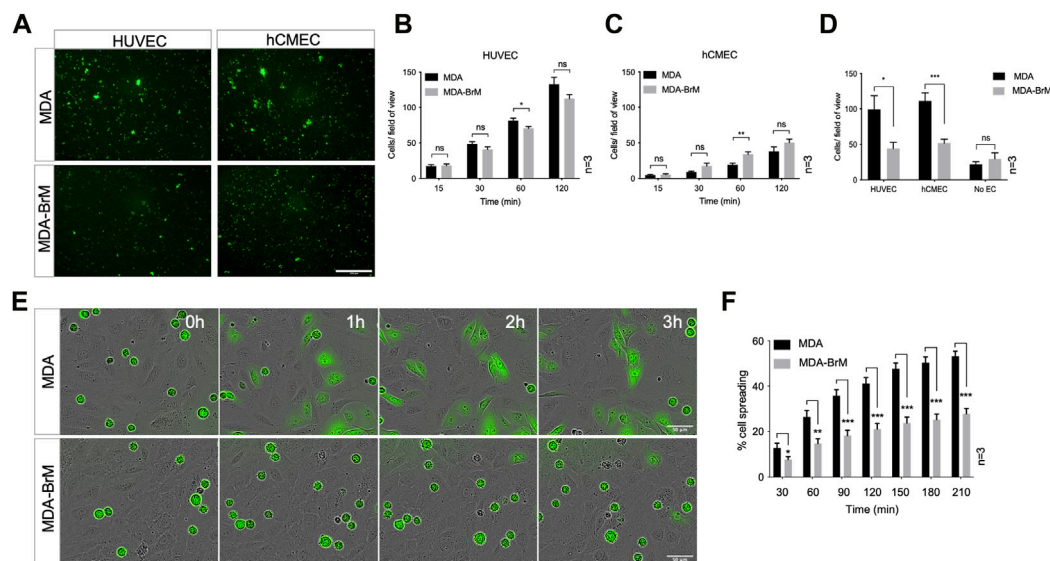 A
HUVEC
hCMEC
MDA
MDA-BrM
B
HUVEC
MDA
MDA-BrM
Cells/ field of view
150
100
50
0
ns
ns
*
ns
15
30
60
120
Time (min)
n=3
C
hCMEC
MDA
MDA-BrM
Cells/ field of view
150
100
50
0
ns
ns
**
ns
15
30
60
120
Time (min)
n=3
D
MDA
MDA-BrM
Cells/ field of view
150
100
50
0
*
***
ns
HUVEC
hCMEC
No EC
n=3
E
MDA
0h
1h
2h
3h
50 µm
MDA-BrM
50 µm
F
MDA
MDA-BrM
% cell spreading
60
40
20
0
*
**
***
***
***
***
***
30
60
90
120
150
180
210
Time (min)
n=3